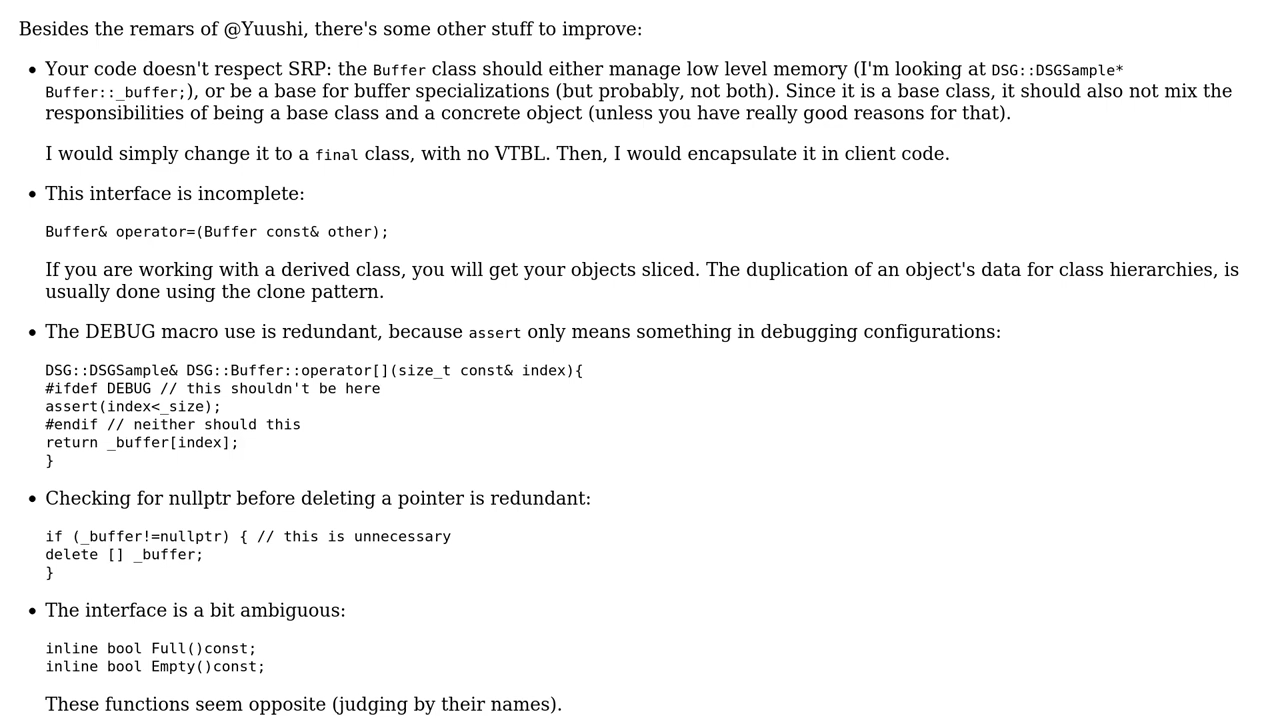 Besides the remars of @Yuushi, there's some other stuff to improve:
• Your code doesn't respect SRP: the Buffer class should either manage low level memory (I'm looking at DSG::DSGSample*
Buffer::_buffer;), or be a base for buffer specializations (but probably, not both). Since it is a base class, it should also not mix the
responsibilities of being a base class and a concrete object (unless you have really good reasons for that).
I would simply change it to a final class, with no VTBL. Then, I would encapsulate it in client code.
• This interface is incomplete:
Buffer& operator=(Buffer const& other);
If you are working with a derived class, you will get your objects sliced. The duplication of an object's data for class hierarchies, is
usually done using the clone pattern.
• The DEBUG macro use is redundant, because assert only means something in debugging configurations:
DSG::DSGSample& DSG::Buffer::operator[](size_t const& index){
#ifdef DEBUG // this shouldn't be here
assert(index<_size);
#endif // neither should this
return _buffer[index];
}
• Checking for nullptr before deleting a pointer is redundant:
if (_buffer!=nullptr) { // this is unnecessary
delete [] _buffer;
}
• The interface is a bit ambiguous:
inline bool Full()const;
inline bool Empty()const;
These functions seem opposite (judging by their names).